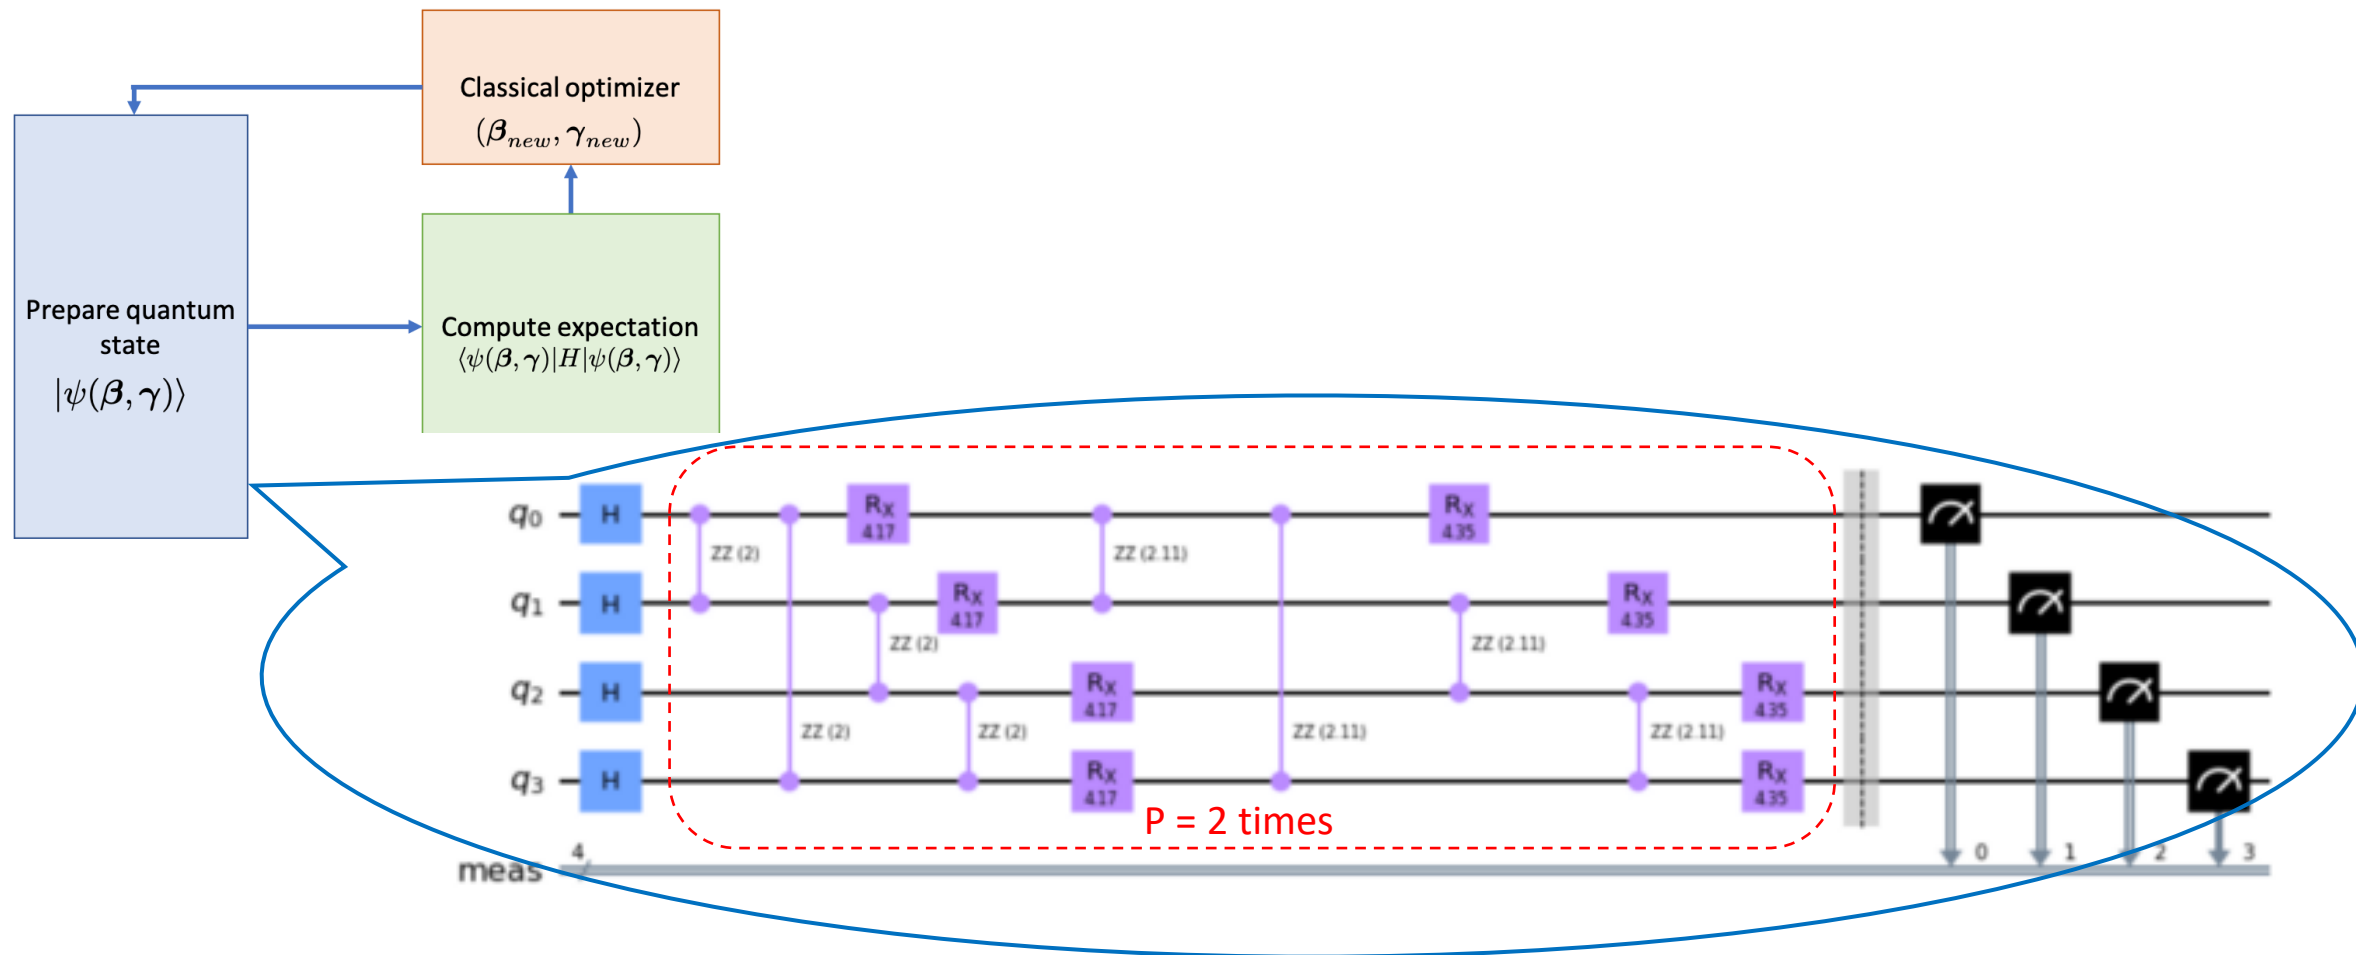 Classical optimizer
(β_new, γ_new)
Prepare quantum
state
|ψ(β, γ)⟩
Compute expectation
⟨ψ(β, γ)|H|ψ(β, γ)⟩
q0 H RX 4.17 RX 4.35
ZZ (2) ZZ (2.11)
q1 H RX 4.17 RX 4.35
ZZ (2) ZZ (2.11)
q2 H RX 4.17 RX 4.35
ZZ (2) ZZ (2) ZZ (2.11) ZZ (2.11)
q3 H RX 4.17 RX 4.35
P = 2 times
meas 4 0 1 2 3